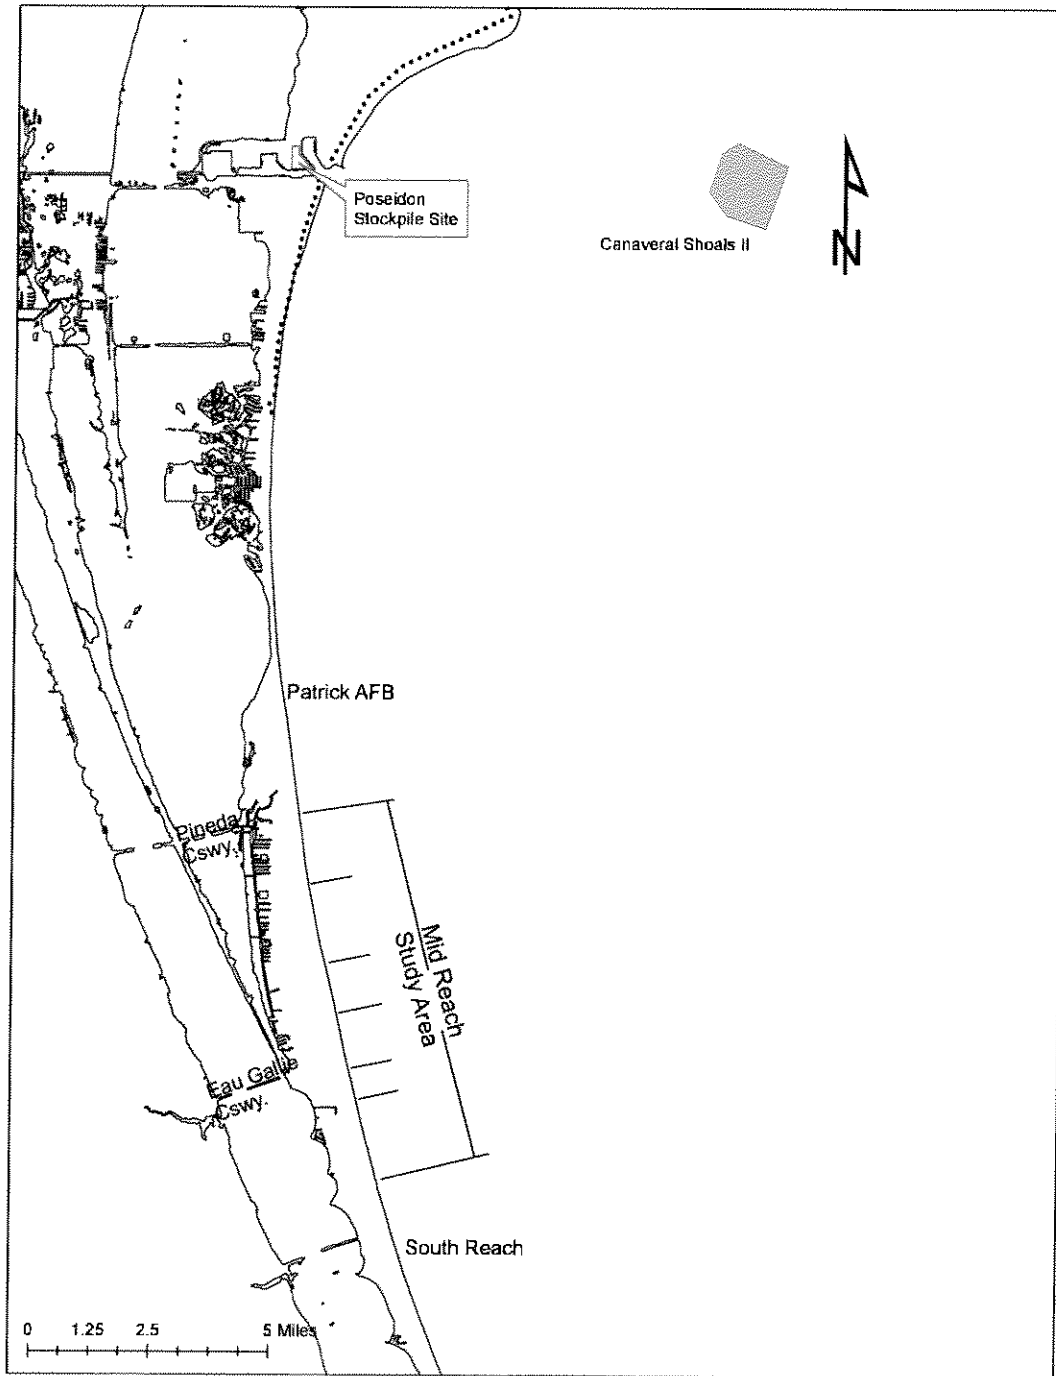 Poseidon
Stockpile Site
Canaveral Shoals II
N
Patrick AFB
Pineda
Cswy.
Mid Reach
Study Area
Eau Gallie
Cswy.
South Reach
0 1.25 2.5 5 Miles